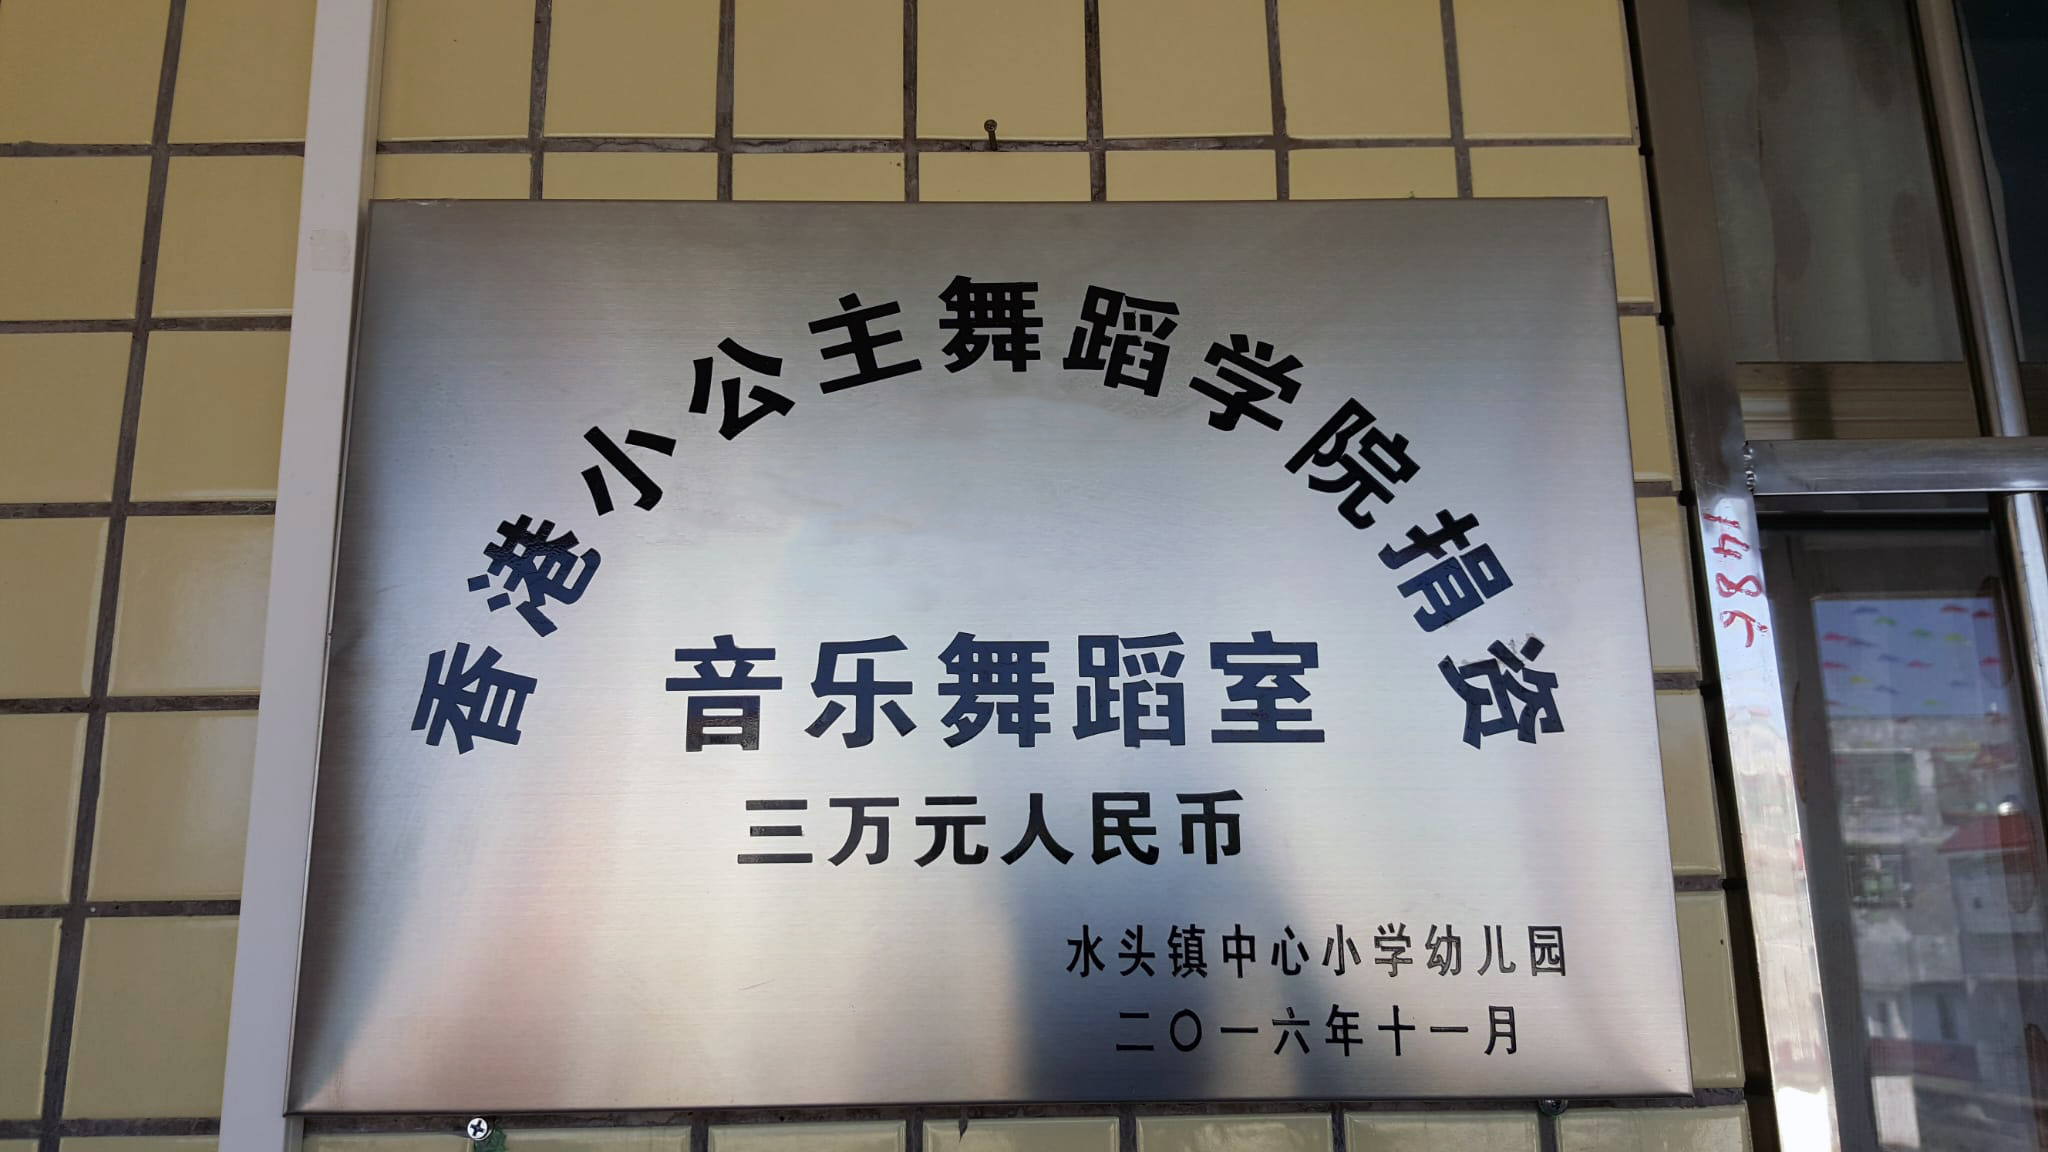 香港小公主舞蹈学院捐资
音乐舞蹈室
三万元人民币
水头镇中心小学幼儿园
二〇一六年十一月